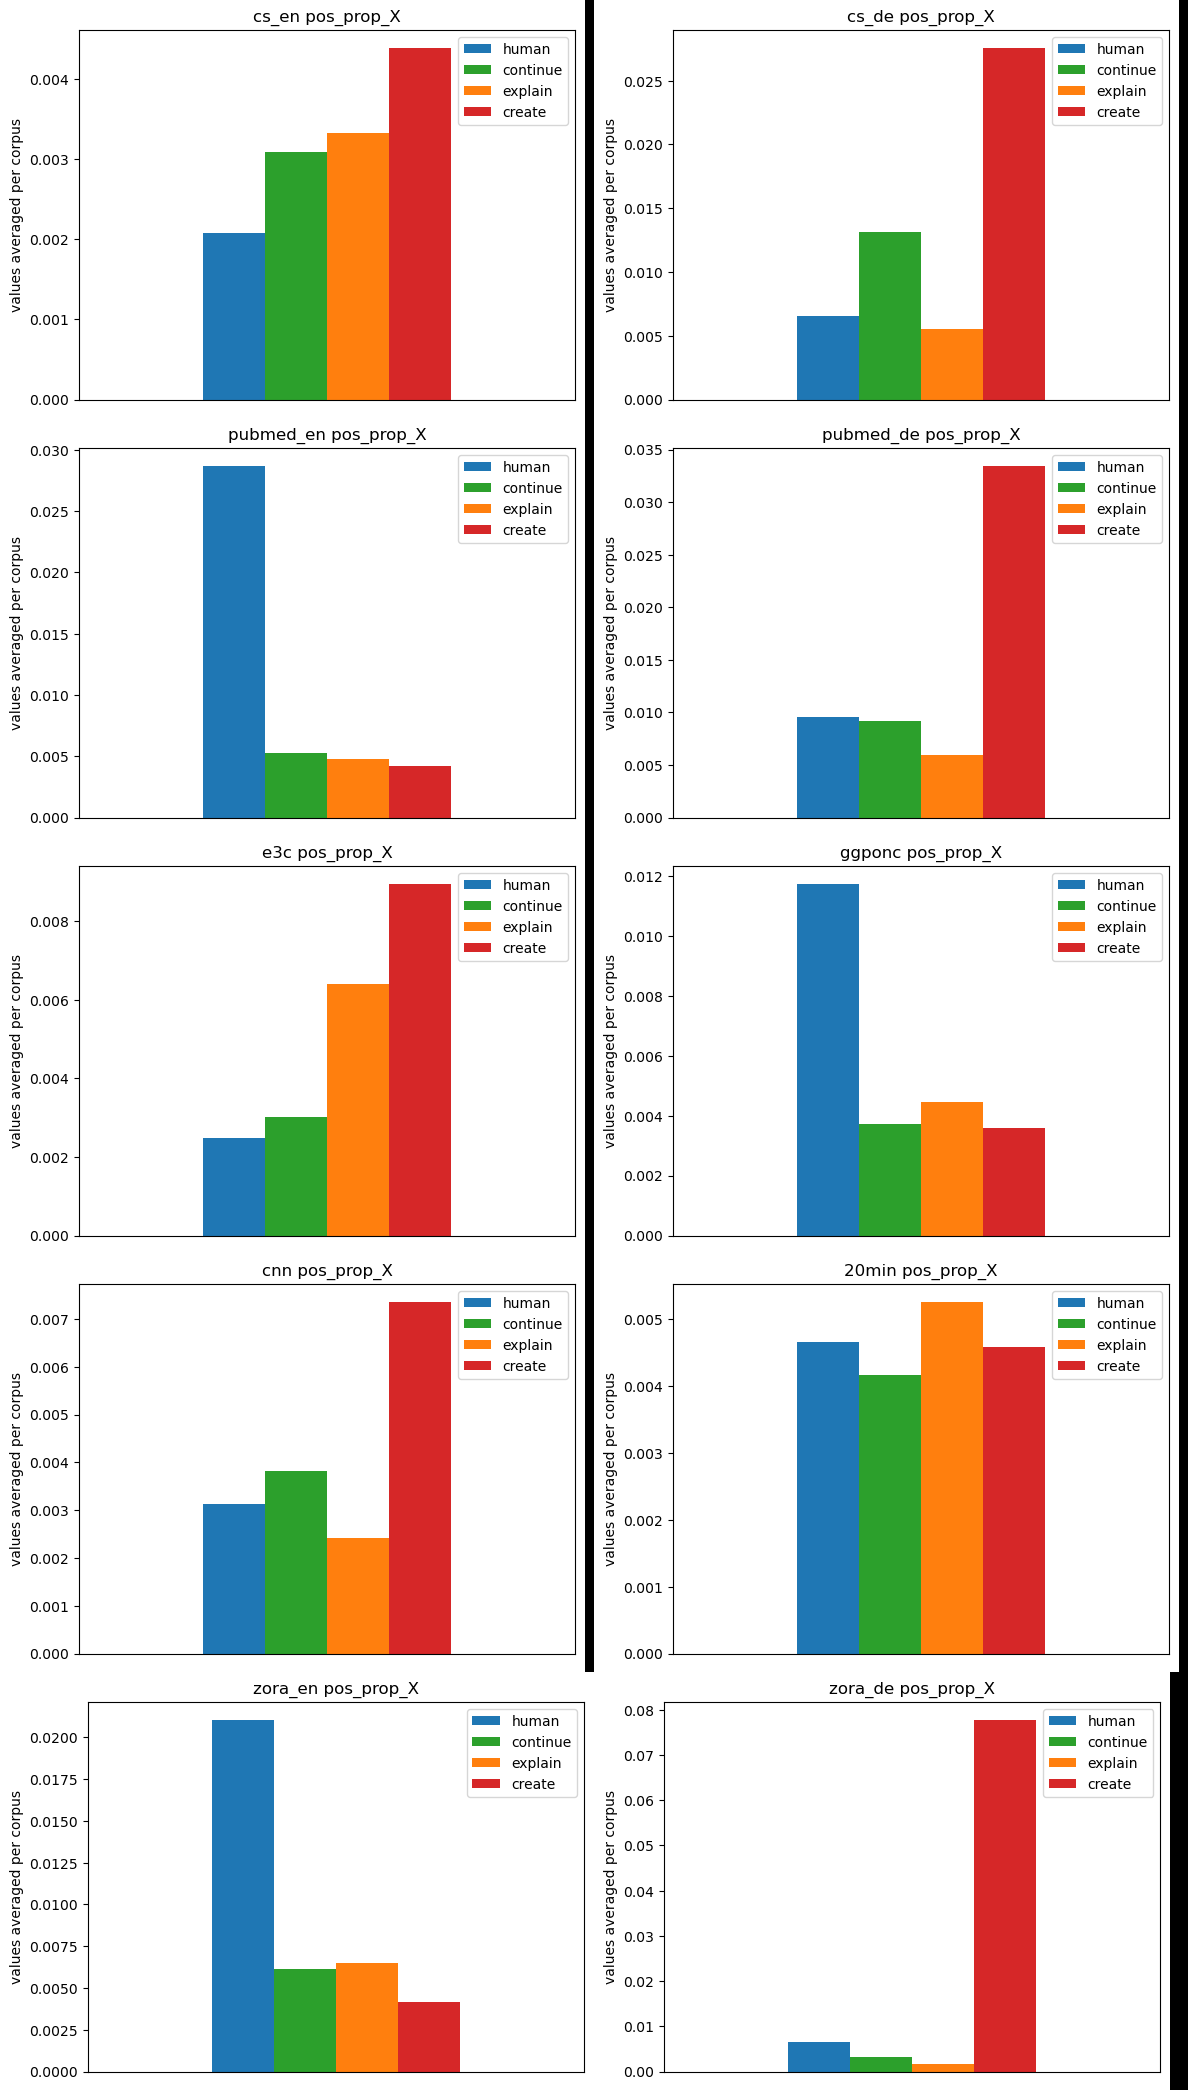 cs_en pos_prop_X
values averaged per corpus
0.004
0.003
0.002
0.001
0.000
human
continue
explain
create
cs_de pos_prop_X
values averaged per corpus
0.025
0.020
0.015
0.010
0.005
0.000
human
continue
explain
create
pubmed_en pos_prop_X
values averaged per corpus
0.030
0.025
0.020
0.015
0.010
0.005
0.000
human
continue
explain
create
pubmed_de pos_prop_X
values averaged per corpus
0.035
0.030
0.025
0.020
0.015
0.010
0.005
0.000
human
continue
explain
create
e3c pos_prop_X
values averaged per corpus
0.008
0.006
0.004
0.002
0.000
human
continue
explain
create
ggponc pos_prop_X
values averaged per corpus
0.012
0.010
0.008
0.006
0.004
0.002
0.000
human
continue
explain
create
cnn pos_prop_X
values averaged per corpus
0.007
0.006
0.005
0.004
0.003
0.002
0.001
0.000
human
continue
explain
create
20min pos_prop_X
values averaged per corpus
0.005
0.004
0.003
0.002
0.001
0.000
human
continue
explain
create
zora_en pos_prop_X
values averaged per corpus
0.0200
0.0175
0.0150
0.0125
0.0100
0.0075
0.0050
0.0025
0.0000
human
continue
explain
create
zora_de pos_prop_X
values averaged per corpus
0.08
0.07
0.06
0.05
0.04
0.03
0.02
0.01
0.00
human
continue
explain
create